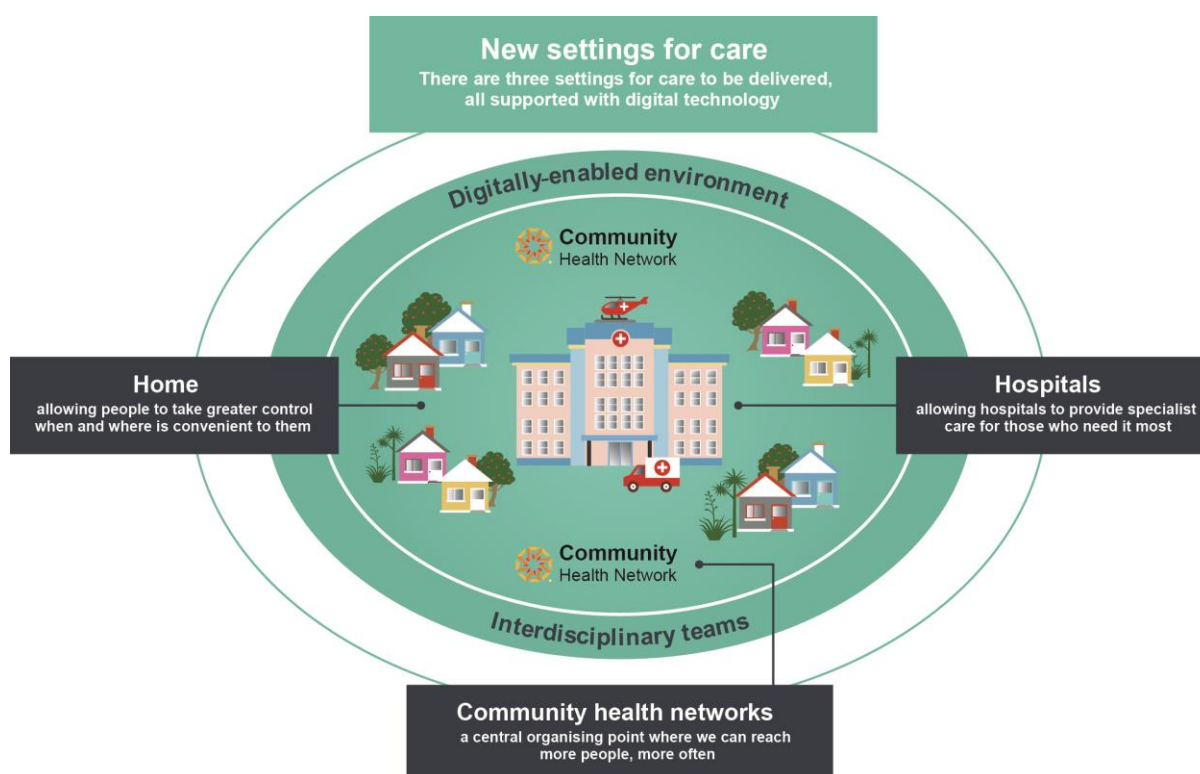 New settings for care
There are three settings for care to be delivered,
all supported with digital technology
Digitally-enabled environment
Community
Health Network
Home
allowing people to take greater control
when and where is convenient to them
Hospitals
allowing hospitals to provide specialist
care for those who need it most
Community
Health Network
Interdisciplinary teams
Community health networks
a central organising point where we can reach
more people, more often